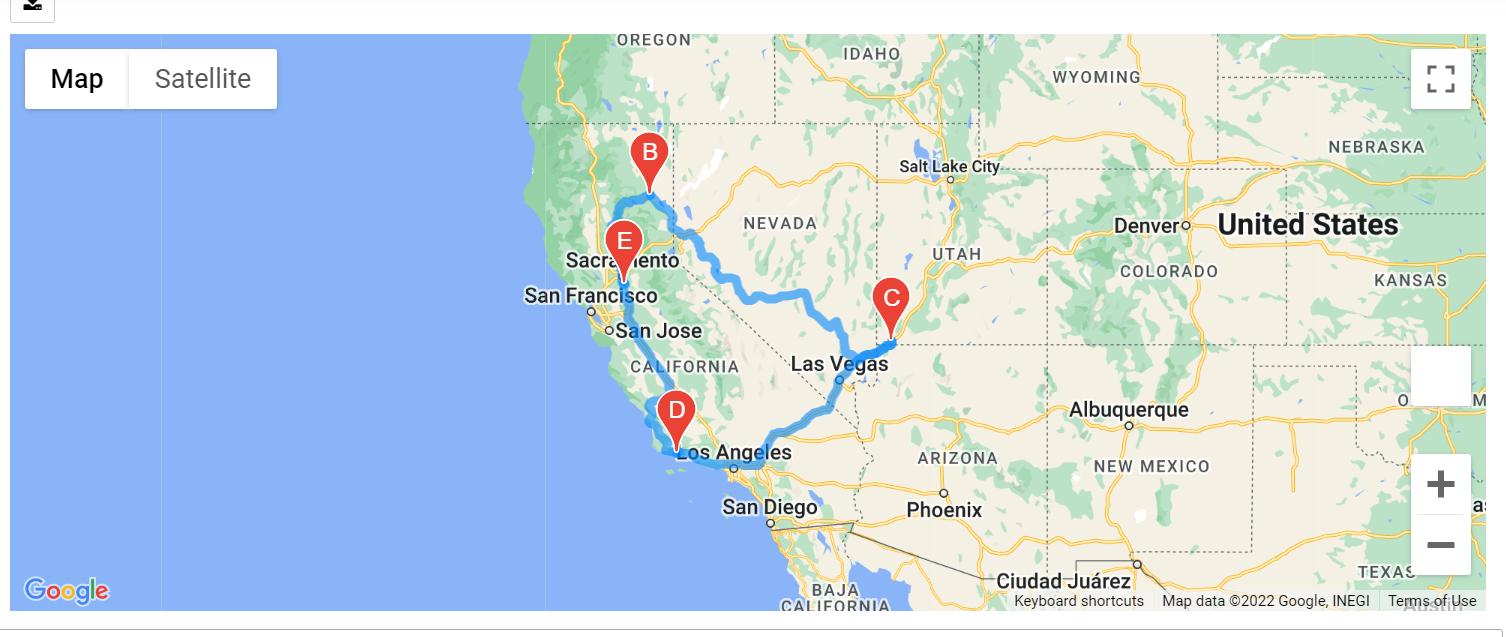 OREGON
IDAHO
WYOMING
Map
Satellite
NEBRASKA
B
Salt Lake City
NEVADA
Denver
United States
E
Sacramento
UTAH
COLORADO
KANSAS
San Francisco
C
San Jose
CALIFORNIA
Las Vegas
D
Albuquerque
O
M
Los Angeles
ARIZONA
NEW MEXICO
San Diego
Phoenix
as
TEXAS
Ciudad Juárez
Google
BAJA
CALIFORNIA
Keyboard shortcuts
Map data ©2022 Google, INEGI
Terms of Use
Austin